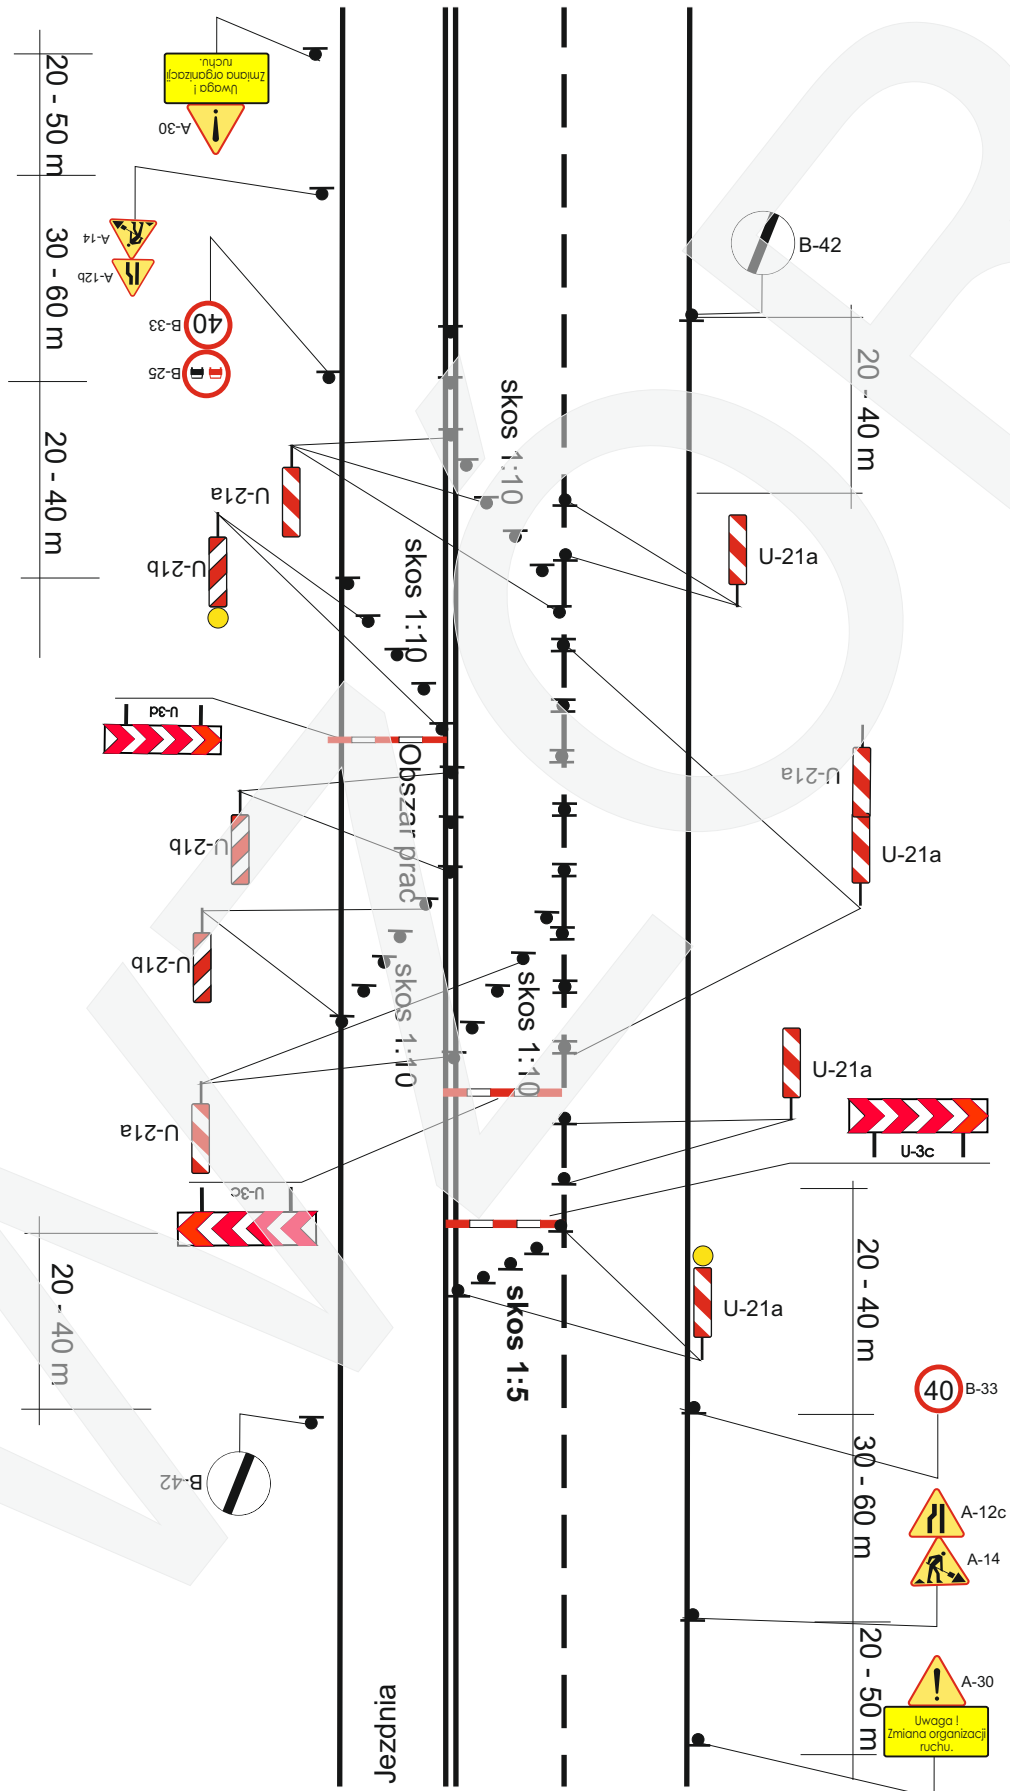 20 - 50 m
Uwaga !
Zmiana organizacji
ruchu.
A-30
30 - 60 m
A-14
A-12b
B-42
40
B-33
B-25
20 - 40 m
20 - 40 m
skos 1:10
U-21a
skos 1:10
U-21b
U-21a
U-3d
Obszar prac
U-21a
U-21b
U-21a
U-21b
skos 1:10
skos 1:10
U-21a
U-21a
U-3c
U-3c
20 - 40 m
20 - 40 m
U-21a
skos 1:5
40
B-33
B-42
30 - 60 m
A-12c
A-14
20 - 50 m
A-30
Uwaga !
Zmiana organizacji
ruchu.
Jezdnia
WZÓR